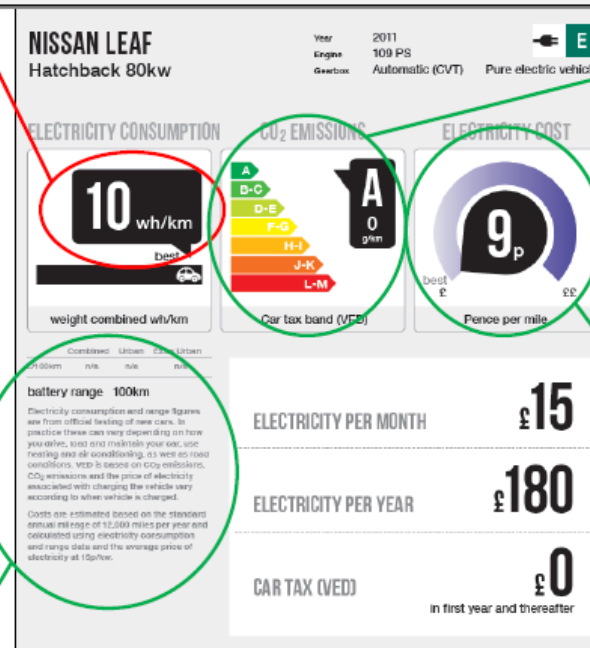 NISSAN LEAF
Hatchback 80kw
Year 2011
Engine 109 PS
Gearbox Automatic (CVT)
E
Pure electric vehicl
ELECTRICITY CONSUMPTION
CO2 EMISSIONS
ELECTRICITY COST
10 wh/km
best
weight combined wh/km
A
B-C
D-E
F-G
H-I
J-K
L-M
A
0
g/km
Car tax band (VED)
9p
best
£
££
Pence per mile
Combined Urban Extra Urban
l/100km n/a n/a n/a
battery range 100km
Electricity consumption and range figures
are from official testing of new cars. In
practice these can vary depending on how
you drive, load and maintain your car, use
heating and air conditioning, as well as road
conditions. VED is based on CO2 emissions.
CO2 emissions and the price of electricity
associated with charging the vehicle vary
according to when vehicle is charged.
Costs are estimated based on the standard
annual mileage of 12,000 miles per year and
calculated using electricity consumption
and range data and the average price of
electricity at 15p/kw.
ELECTRICITY PER MONTH £15
ELECTRICITY PER YEAR £180
CAR TAX (VED) £0
in first year and thereafter